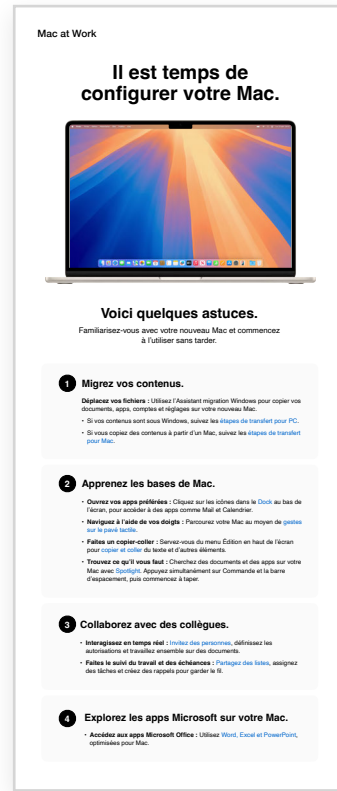 Mac at Work
Il est temps de
configurer votre Mac.
Voici quelques astuces.
Familiarisez-vous avec votre nouveau Mac et commencez
à l'utiliser sans tarder.
1 Migrez vos contenus.
Déplacez vos fichiers : Utilisez l'Assistant migration Windows pour copier vos
documents, apps, comptes et réglages sur votre nouveau Mac.
• Si vos contenus sont sous Windows, suivez les étapes de transfert pour PC.
• Si vous copiez des contenus à partir d'un Mac, suivez les étapes de transfert
pour Mac.
2 Apprenez les bases de Mac.
• Ouvrez vos apps préférées : Cliquez sur les icônes dans le Dock au bas de
l'écran, pour accéder à des apps comme Mail et Calendrier.
• Naviguez à l'aide de vos doigts : Parcourez votre Mac au moyen de gestes
sur le pavé tactile.
• Faites un copier-coller : Servez-vous du menu Édition en haut de l'écran
pour copier et coller du texte et d'autres éléments.
• Trouvez ce qu'il vous faut : Cherchez des documents et des apps sur votre
Mac avec Spotlight. Appuyez simultanément sur Commande et la barre
d'espacement, puis commencez à taper.
3 Collaborez avec des collègues.
• Interagissez en temps réel : Invitez des personnes, définissez les
autorisations et travaillez ensemble sur des documents.
• Faites le suivi du travail et des échéances : Partagez des listes, assignez
des tâches et créez des rappels pour garder le fil.
4 Explorez les apps Microsoft sur votre Mac.
• Accédez aux apps Microsoft Office : Utilisez Word, Excel et PowerPoint,
optimisées pour Mac.